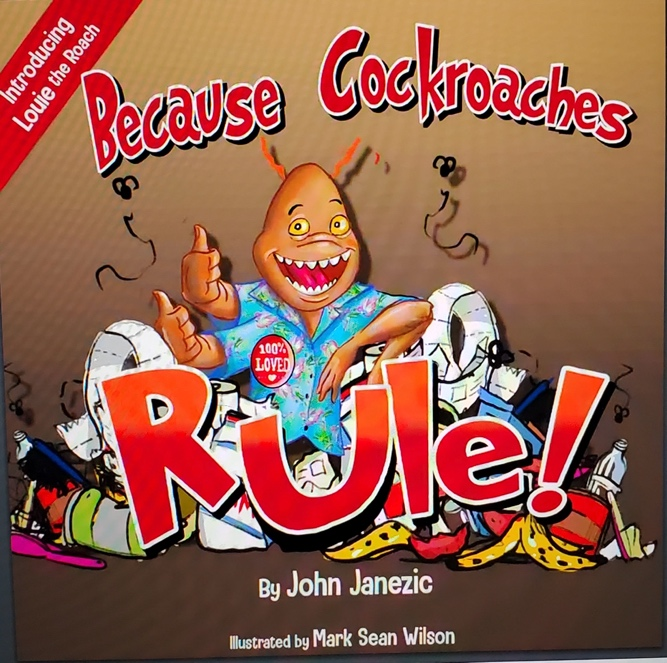 Introducing
Louie the Roach
Because Cockroaches
100%
LOVED
Rule!
By John Janezic
Illustrated by Mark Sean Wilson